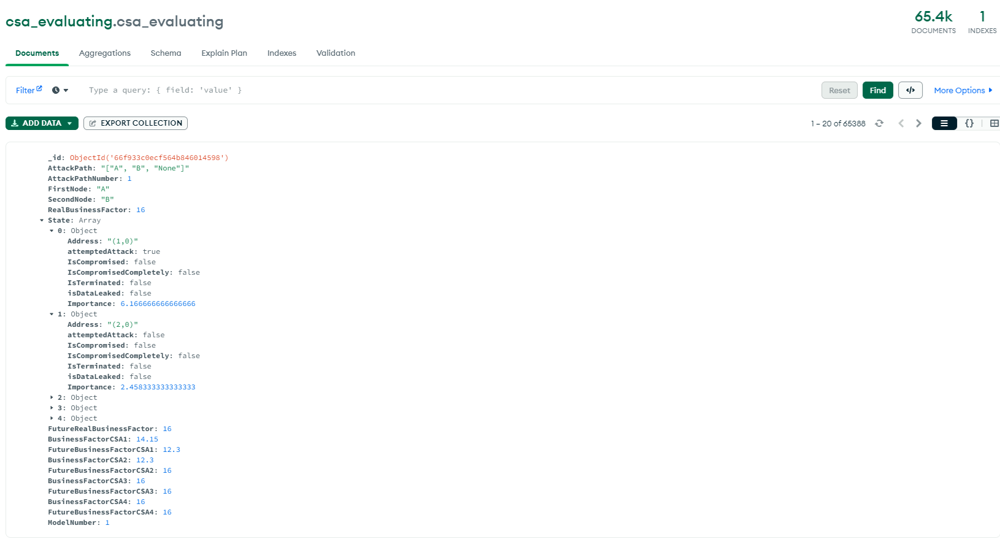 csa_evaluating.csa_evaluating
65.4k
DOCUMENTS
1
INDEXES
Documents Aggregations Schema Explain Plan Indexes Validation
Filter Type a query: { field: 'value' } Reset Find </> More Options
ADD DATA EXPORT COLLECTION 1 – 20 of 65388 {}
_id: ObjectId('66f933c0ecf564b846014598')
AttackPath: "["A", "B", "None"]"
AttackPathNumber: 1
FirstNode: "A"
SecondNode: "B"
RealBusinessFactor: 16
State: Array
0: Object
Address: "(1,0)"
attemptedAttack: true
IsCompromised: false
IsCompromisedCompletely: false
IsTerminated: false
isDataLeaked: false
Importance: 6.166666666666666
1: Object
Address: "(2,0)"
attemptedAttack: false
IsCompromised: false
IsCompromisedCompletely: false
IsTerminated: false
isDataLeaked: false
Importance: 2.458333333333333
2: Object
3: Object
4: Object
FutureRealBusinessFactor: 16
BusinessFactorCSA1: 14.15
FutureBusinessFactorCSA1: 12.3
BusinessFactorCSA2: 12.3
FutureBusinessFactorCSA2: 16
BusinessFactorCSA3: 16
FutureBusinessFactorCSA3: 16
BusinessFactorCSA4: 16
FutureBusinessFactorCSA4: 16
ModelNumber: 1